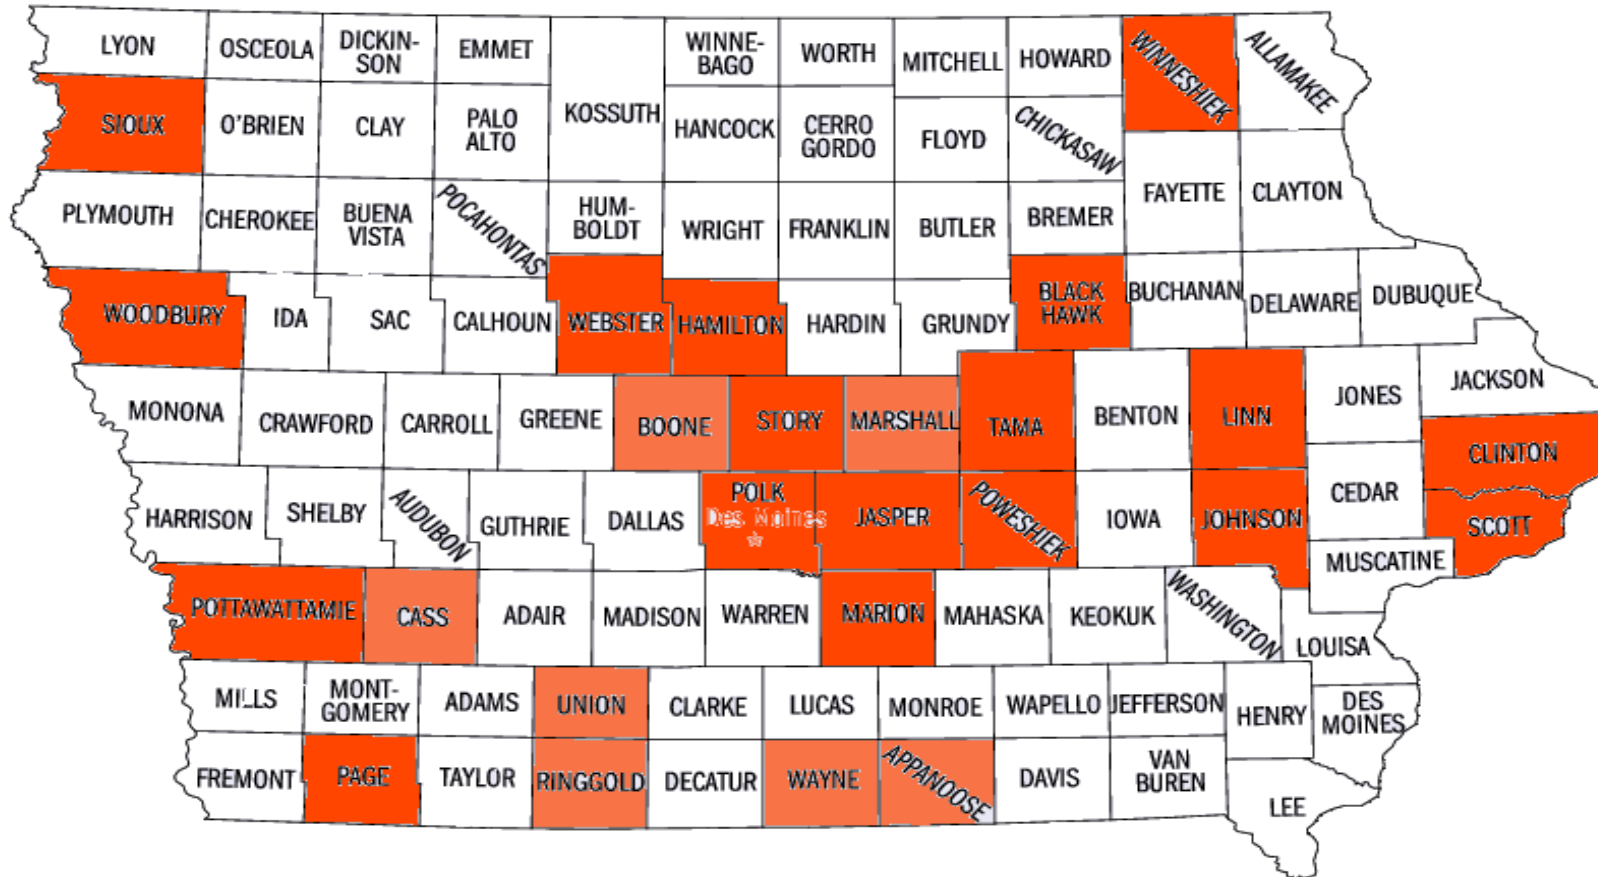 LYON
OSCEOLA
DICKIN-
SON
EMMET
WINNE-
BAGO
WORTH
MITCHELL
HOWARD
WINNESHIEK
ALLAMAKEE
SIOUX
O'BRIEN
CLAY
PALO
ALTO
KOSSUTH
HANCOCK
CERRO
GORDO
FLOYD
CHICKASAW
PLYMOUTH
CHEROKEE
BUENA
VISTA
POCAHONTAS
HUM-
BOLDT
WRIGHT
FRANKLIN
BUTLER
BREMER
FAYETTE
CLAYTON
WOODBURY
IDA
SAC
CALHOUN
WEBSTER
HAMILTON
HARDIN
GRUNDY
BLACK
HAWK
BUCHANAN
DELAWARE
DUBUQUE
MONONA
CRAWFORD
CARROLL
GREENE
BOONE
STORY
MARSHALL
TAMA
BENTON
LINN
JONES
JACKSON
CLINTON
HARRISON
SHELBY
AUDUBON
GUTHRIE
DALLAS
POLK
Des Moines
JASPER
POWESHIEK
IOWA
JOHNSON
CEDAR
SCOTT
MUSCATINE
POTTAWATTAMIE
CASS
ADAIR
MADISON
WARREN
MARION
MAHASKA
KEOKUK
WASHINGTON
LOUISA
MILLS
MONT-
GOMERY
ADAMS
UNION
CLARKE
LUCAS
MONROE
WAPELLO
JEFFERSON
HENRY
DES
MOINES
FREMONT
PAGE
TAYLOR
RINGGOLD
DECATUR
WAYNE
APPANOOSE
DAVIS
VAN
BUREN
LEE